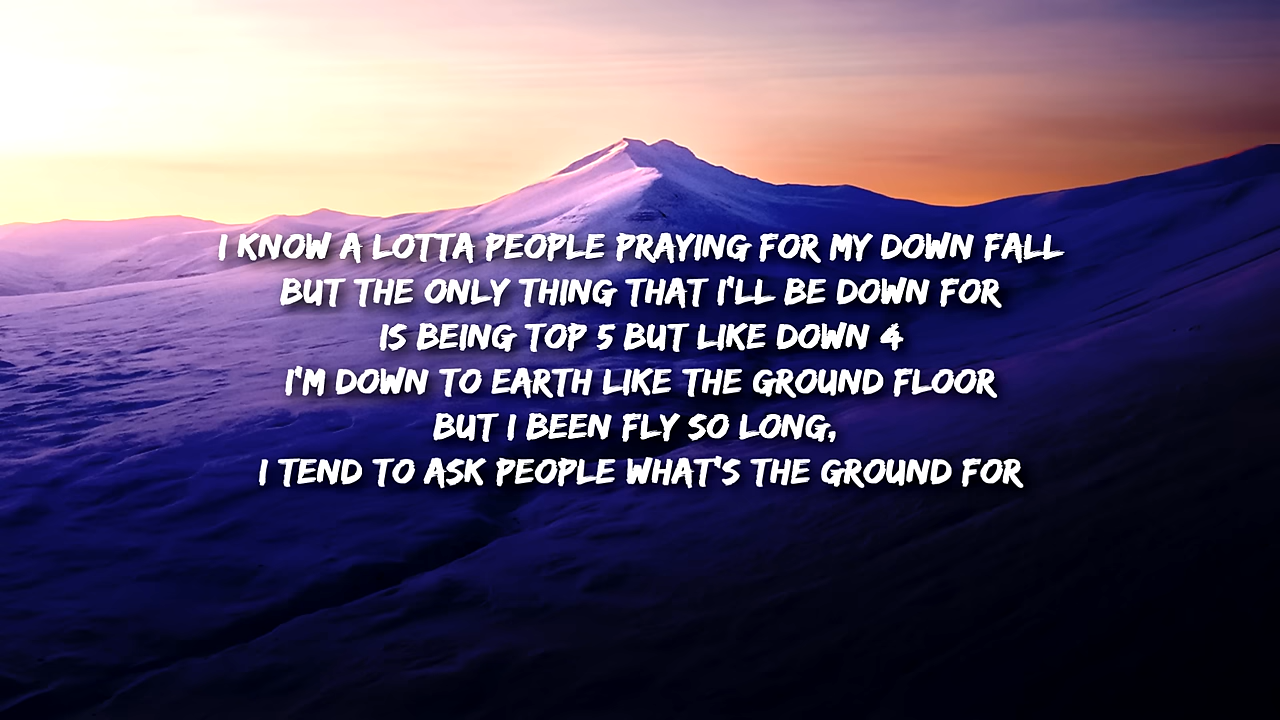 I KNOW A LOTTA PEOPLE PRAYING FOR MY DOWN FALL
BUT THE ONLY THING THAT I'LL BE DOWN FOR
IS BEING TOP 5 BUT LIKE DOWN 4
I'M DOWN TO EARTH LIKE THE GROUND FLOOR
BUT I BEEN FLY SO LONG,
I TEND TO ASK PEOPLE WHAT'S THE GROUND FOR